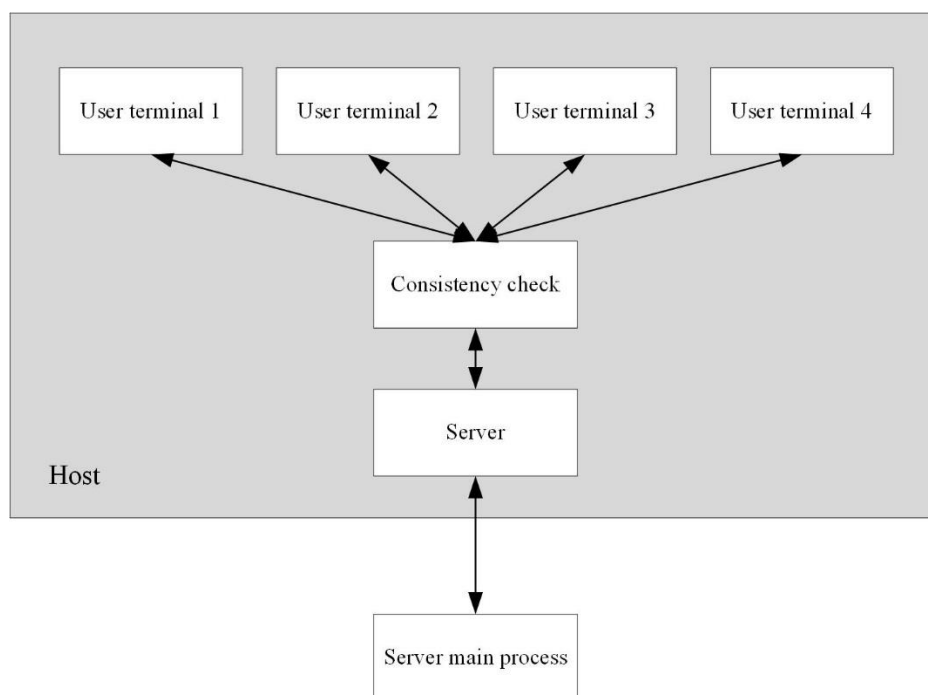 User terminal 1
User terminal 2
User terminal 3
User terminal 4
Consistency check
Server
Host
Server main process